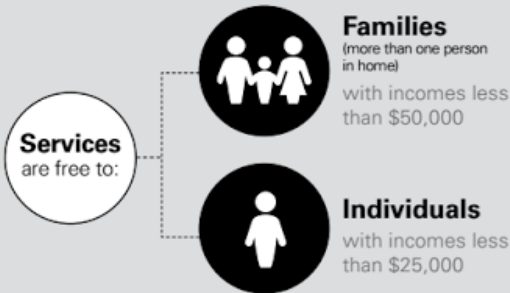 Services
are free to:
Families
(more than one person
in home)
with incomes less
than $50,000
Individuals
with incomes less
than $25,000